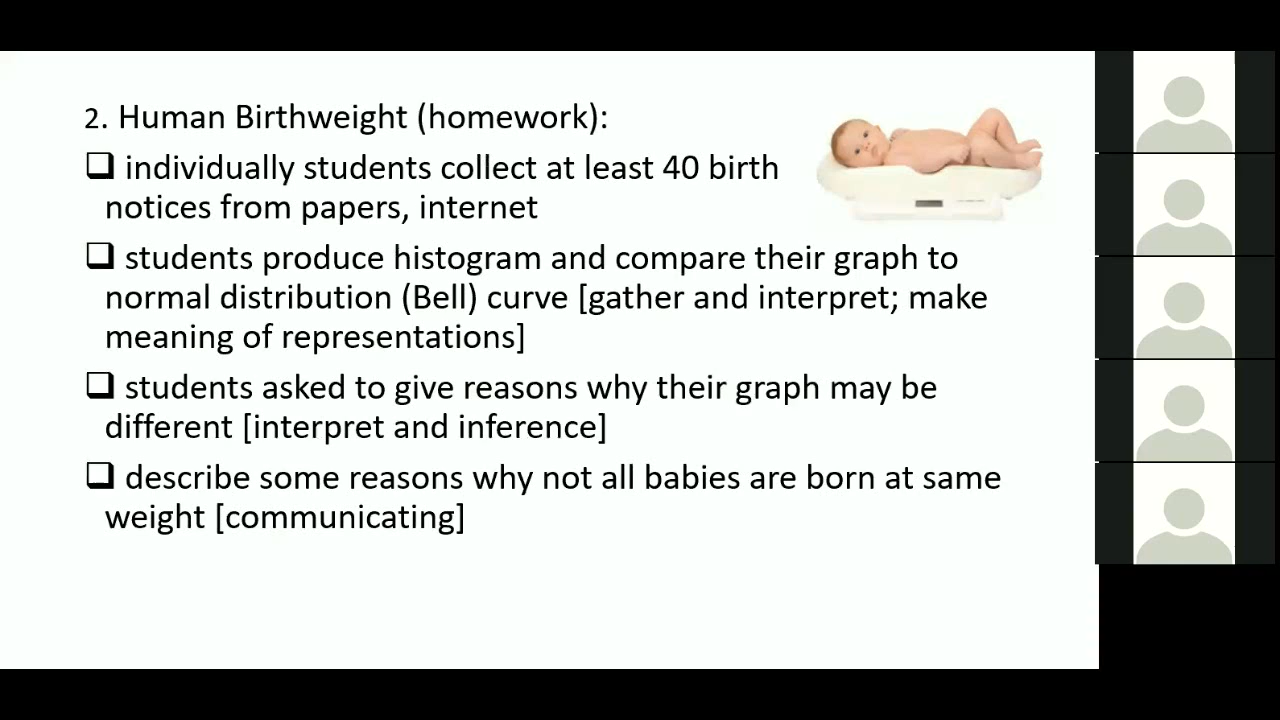 2. Human Birthweight (homework):
❑ individually students collect at least 40 birth
notices from papers, internet
❑ students produce histogram and compare their graph to
normal distribution (Bell) curve [gather and interpret; make
meaning of representations]
❑ students asked to give reasons why their graph may be
different [interpret and inference]
❑ describe some reasons why not all babies are born at same
weight [communicating]